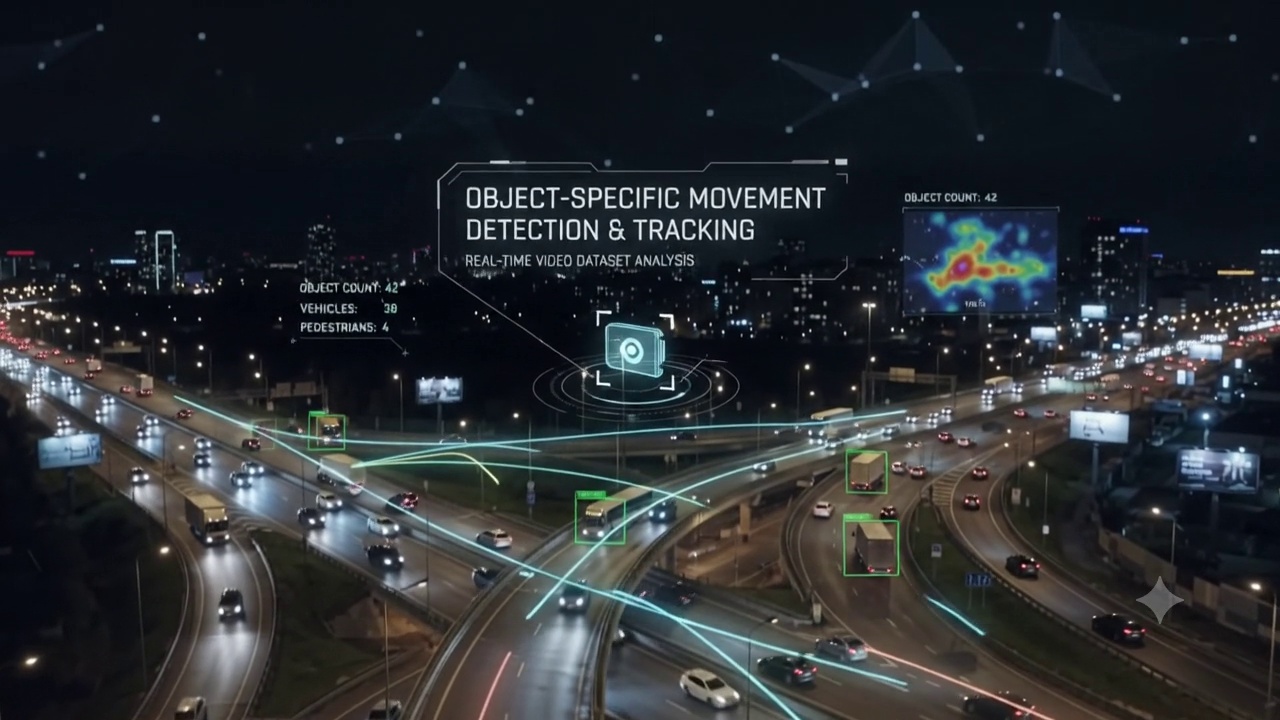 OBJECT-SPECIFIC MOVEMENT
DETECTION & TRACKING
REAL-TIME VIDEO DATASET ANALYSIS
OBJECT COUNT: 42
OBJECT COUNT: 42
VEHICLES: 38
PEDESTRIANS: 4